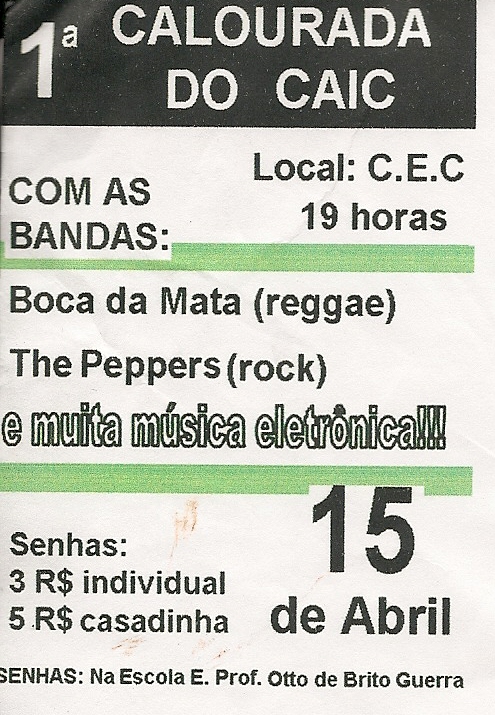 1ª CALOURADA
DO CAIC
Local: C.E.C
19 horas
COM AS
BANDAS:
Boca da Mata (reggae)
The Peppers (rock)
e muita música eletrônica!!!
15
de Abril
Senhas:
3 R$ individual
5 R$ casadinha
SENHAS: Na Escola E. Prof. Otto de Brito Guerra